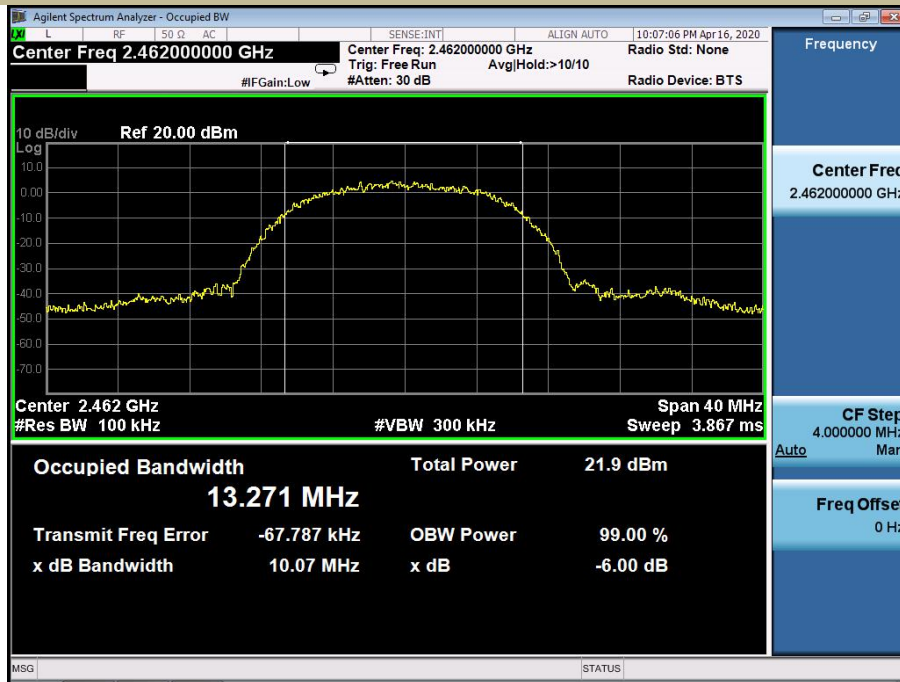 Agilent Spectrum Analyzer - Occupied BW
LXI L RF 50 Ω AC SENSE:INT ALIGN AUTO 10:07:06 PM Apr 16, 2020
Center Freq 2.462000000 GHz
Center Freq: 2.462000000 GHz Radio Std: None
Trig: Free Run Avg|Hold:>10/10
#IFGain:Low #Atten: 30 dB Radio Device: BTS
Frequency
10 dB/div Ref 20.00 dBm
Log
10.0
0.00
-10.0
-20.0
-30.0
-40.0
-50.0
-60.0
-70.0
Center 2.462 GHz Span 40 MHz
#Res BW 100 kHz #VBW 300 kHz Sweep 3.867 ms
Occupied Bandwidth Total Power 21.9 dBm
13.271 MHz
Transmit Freq Error -67.787 kHz OBW Power 99.00 %
x dB Bandwidth 10.07 MHz x dB -6.00 dB
Center Freq
2.462000000 GHz
CF Step
4.000000 MHz
Auto Man
Freq Offset
0 Hz
MSG STATUS